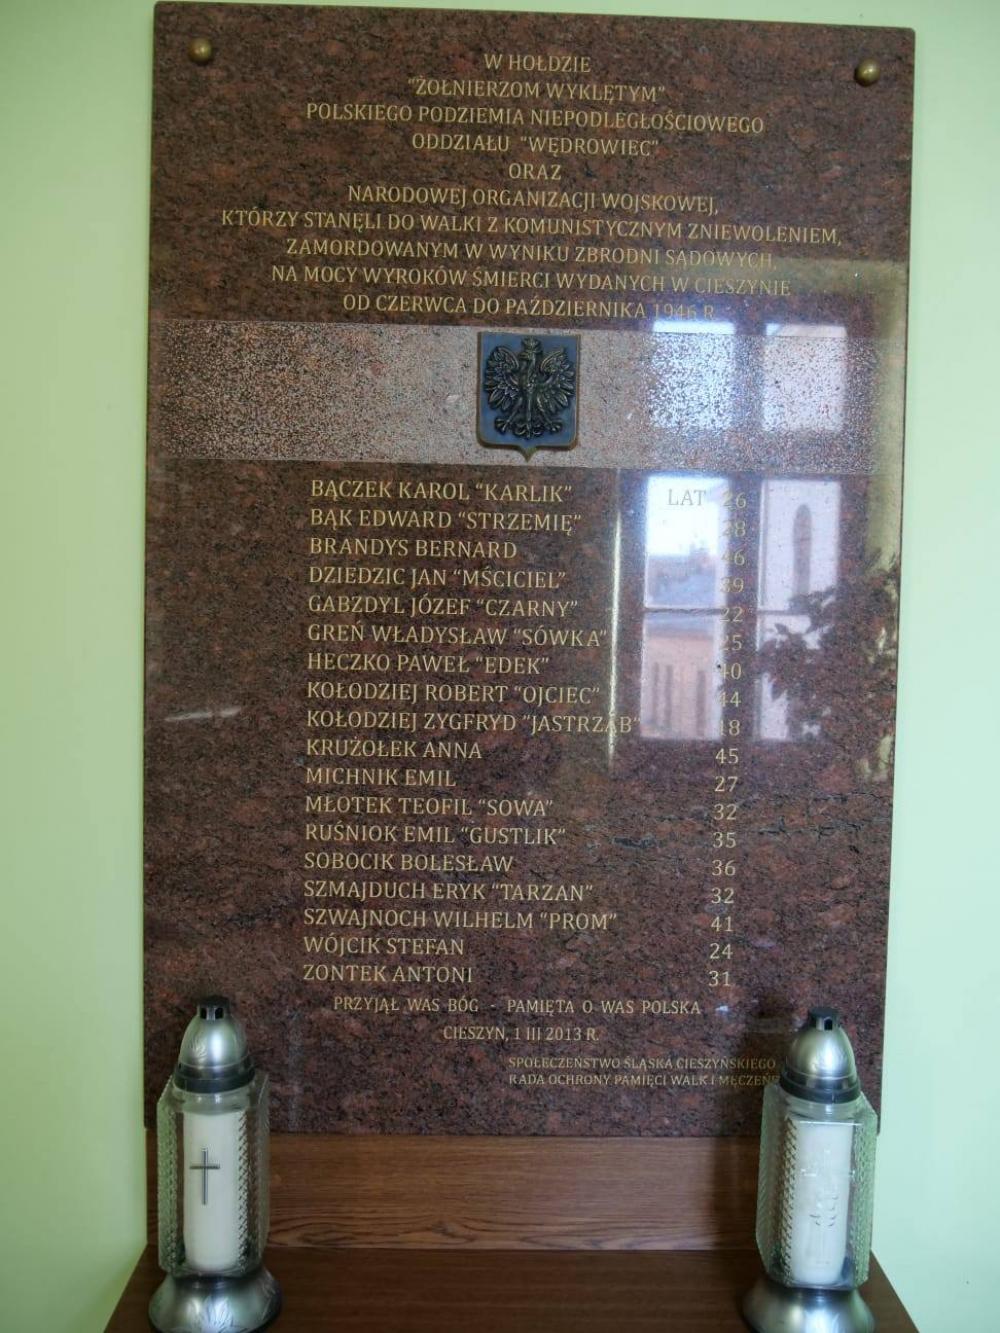 W HOŁDZIE
"ŻOŁNIERZOM WYKLĘTYM"
POLSKIEGO PODZIEMIA NIEPODLEGŁOŚCIOWEGO
ODDZIAŁU "WĘDROWIEC"
ORAZ
NARODOWEJ ORGANIZACJI WOJSKOWEJ,
KTÓRZY STANĘLI DO WALKI Z KOMUNISTYCZNYM ZNIEWOLENIEM,
ZAMORDOWANYM W WYNIKU ZBRODNI SĄDOWYCH,
NA MOCY WYROKÓW ŚMIERCI WYDANYCH W CIESZYNIE
OD CZERWCA DO PAŹDZIERNIKA 1946 R.
BĄCZEK KAROL "KARLIK" LAT 26
BĄK EDWARD "STRZEMIĘ" 28
BRANDYS BERNARD 46
DZIEDZIC JAN "MŚCICIEL" 39
GABZDYL JÓZEF "CZARNY" 22
GREŃ WŁADYSŁAW "SÓWKA" 25
HECZKO PAWEŁ "EDEK" 40
KOŁODZIEJ ROBERT "OJCIEC" 44
KOŁODZIEJ ZYGFRYD "JASTRZĄB" 18
KRUŻOŁEK ANNA 45
MICHNIK EMIL 27
MŁOTEK TEOFIL "SOWA" 32
RUŚNIOK EMIL "GUSTLIK" 35
SOBOCIK BOLESŁAW 36
SZMAJDUCH ERYK "TARZAN" 32
SZWAJNOCH WILHELM "PROM" 41
WÓJCIK STEFAN 24
ZONTEK ANTONI 31
PRZYJĄŁ WAS BÓG - PAMIĘTA O WAS POLSKA
CIESZYN, 1 III 2013 R.
SPOŁECZEŃSTWO ŚLĄSKA CIESZYŃSKIEGO
RADA OCHRONY PAMIĘCI WALK I